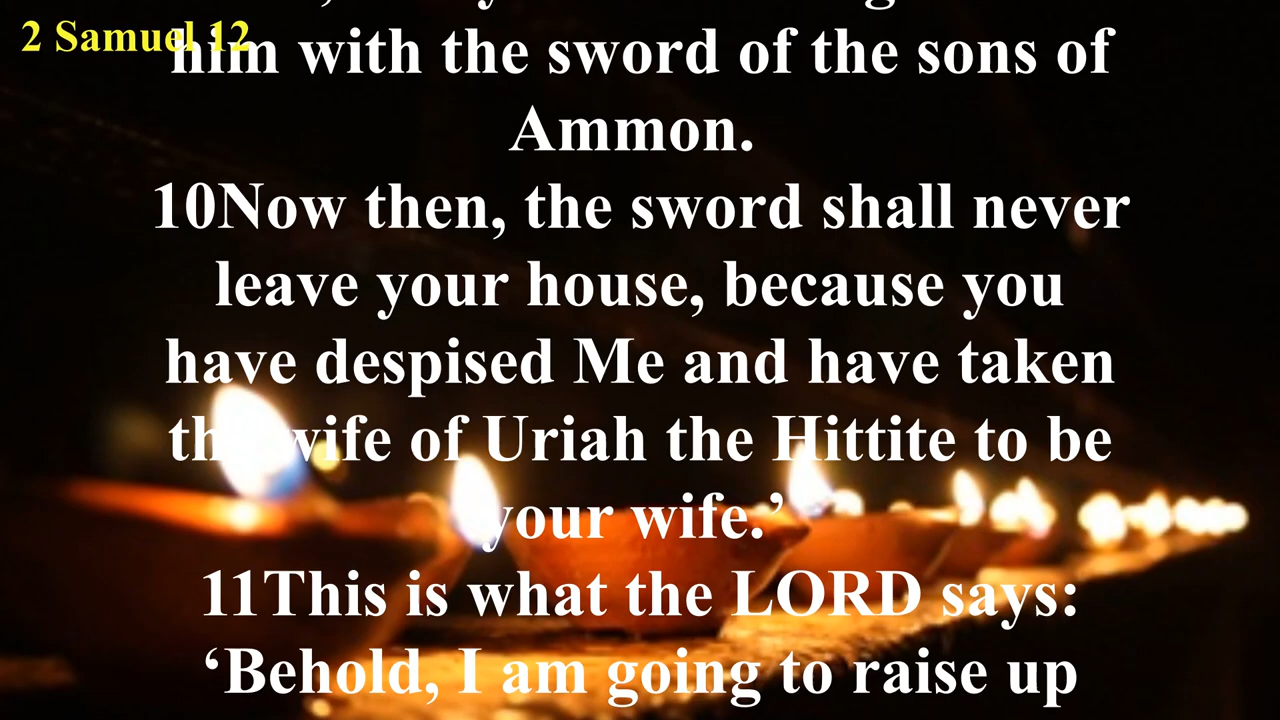 2 Samuel 12
him with the sword of the sons of
Ammon.
10Now then, the sword shall never
leave your house, because you
have despised Me and have taken
the wife of Uriah the Hittite to be
your wife.’
11This is what the LORD says:
‘Behold, I am going to raise up